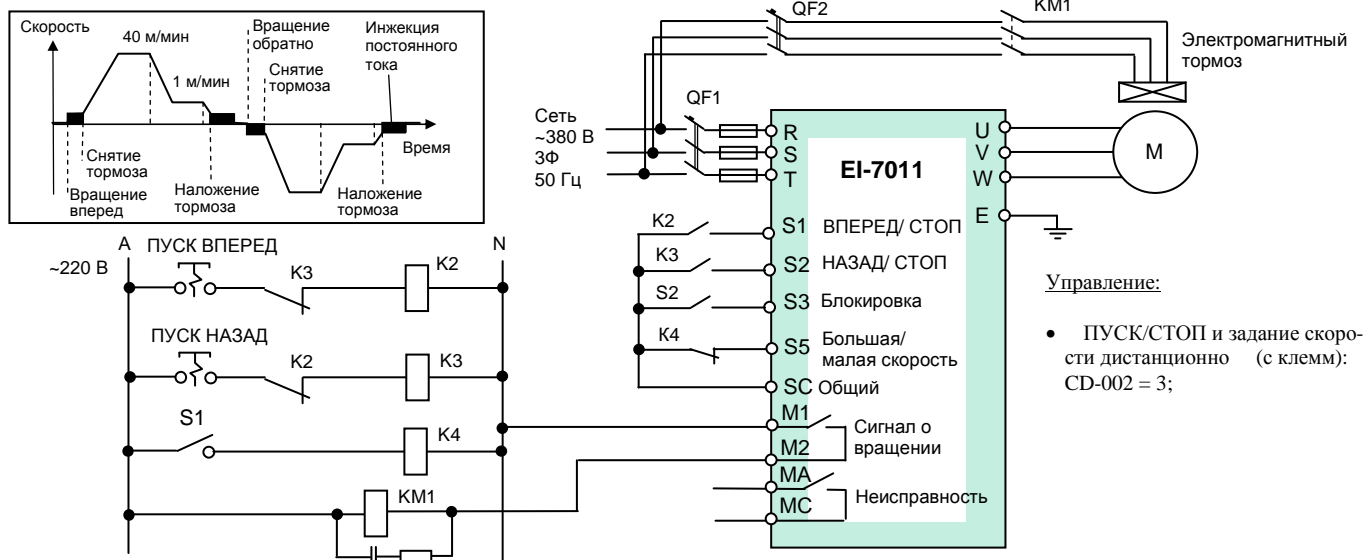 Скорость
40 м/мин
1 м/мин
Вращение
обратно
Снятие
тормоза
Инжекция
постоянного
тока
Время
Снятие
тормоза
Вращение
вперед
Наложение
тормоза
Наложение
тормоза
QF2
KM1
Электромагнитный
тормоз
QF1
Сеть
~380 В
3Ф
50 Гц
R
S
T
EI-7011
U
V
W
E
M
K2
S1 ВПЕРЕД/ СТОП
K3
S2 НАЗАД/ СТОП
S2
S3 Блокировка
K4
S5 Большая/
малая скорость
SC Общий
M1
Сигнал о
вращении
M2
MA
Неисправность
MC
A
N
~220 В
ПУСК ВПЕРЕД
K3
K2
ПУСК НАЗАД
K2
K3
S1
K4
KM1
Управление:
• ПУСК/СТОП и задание скоро-
сти дистанционно (с клемм):
CD-002 = 3;